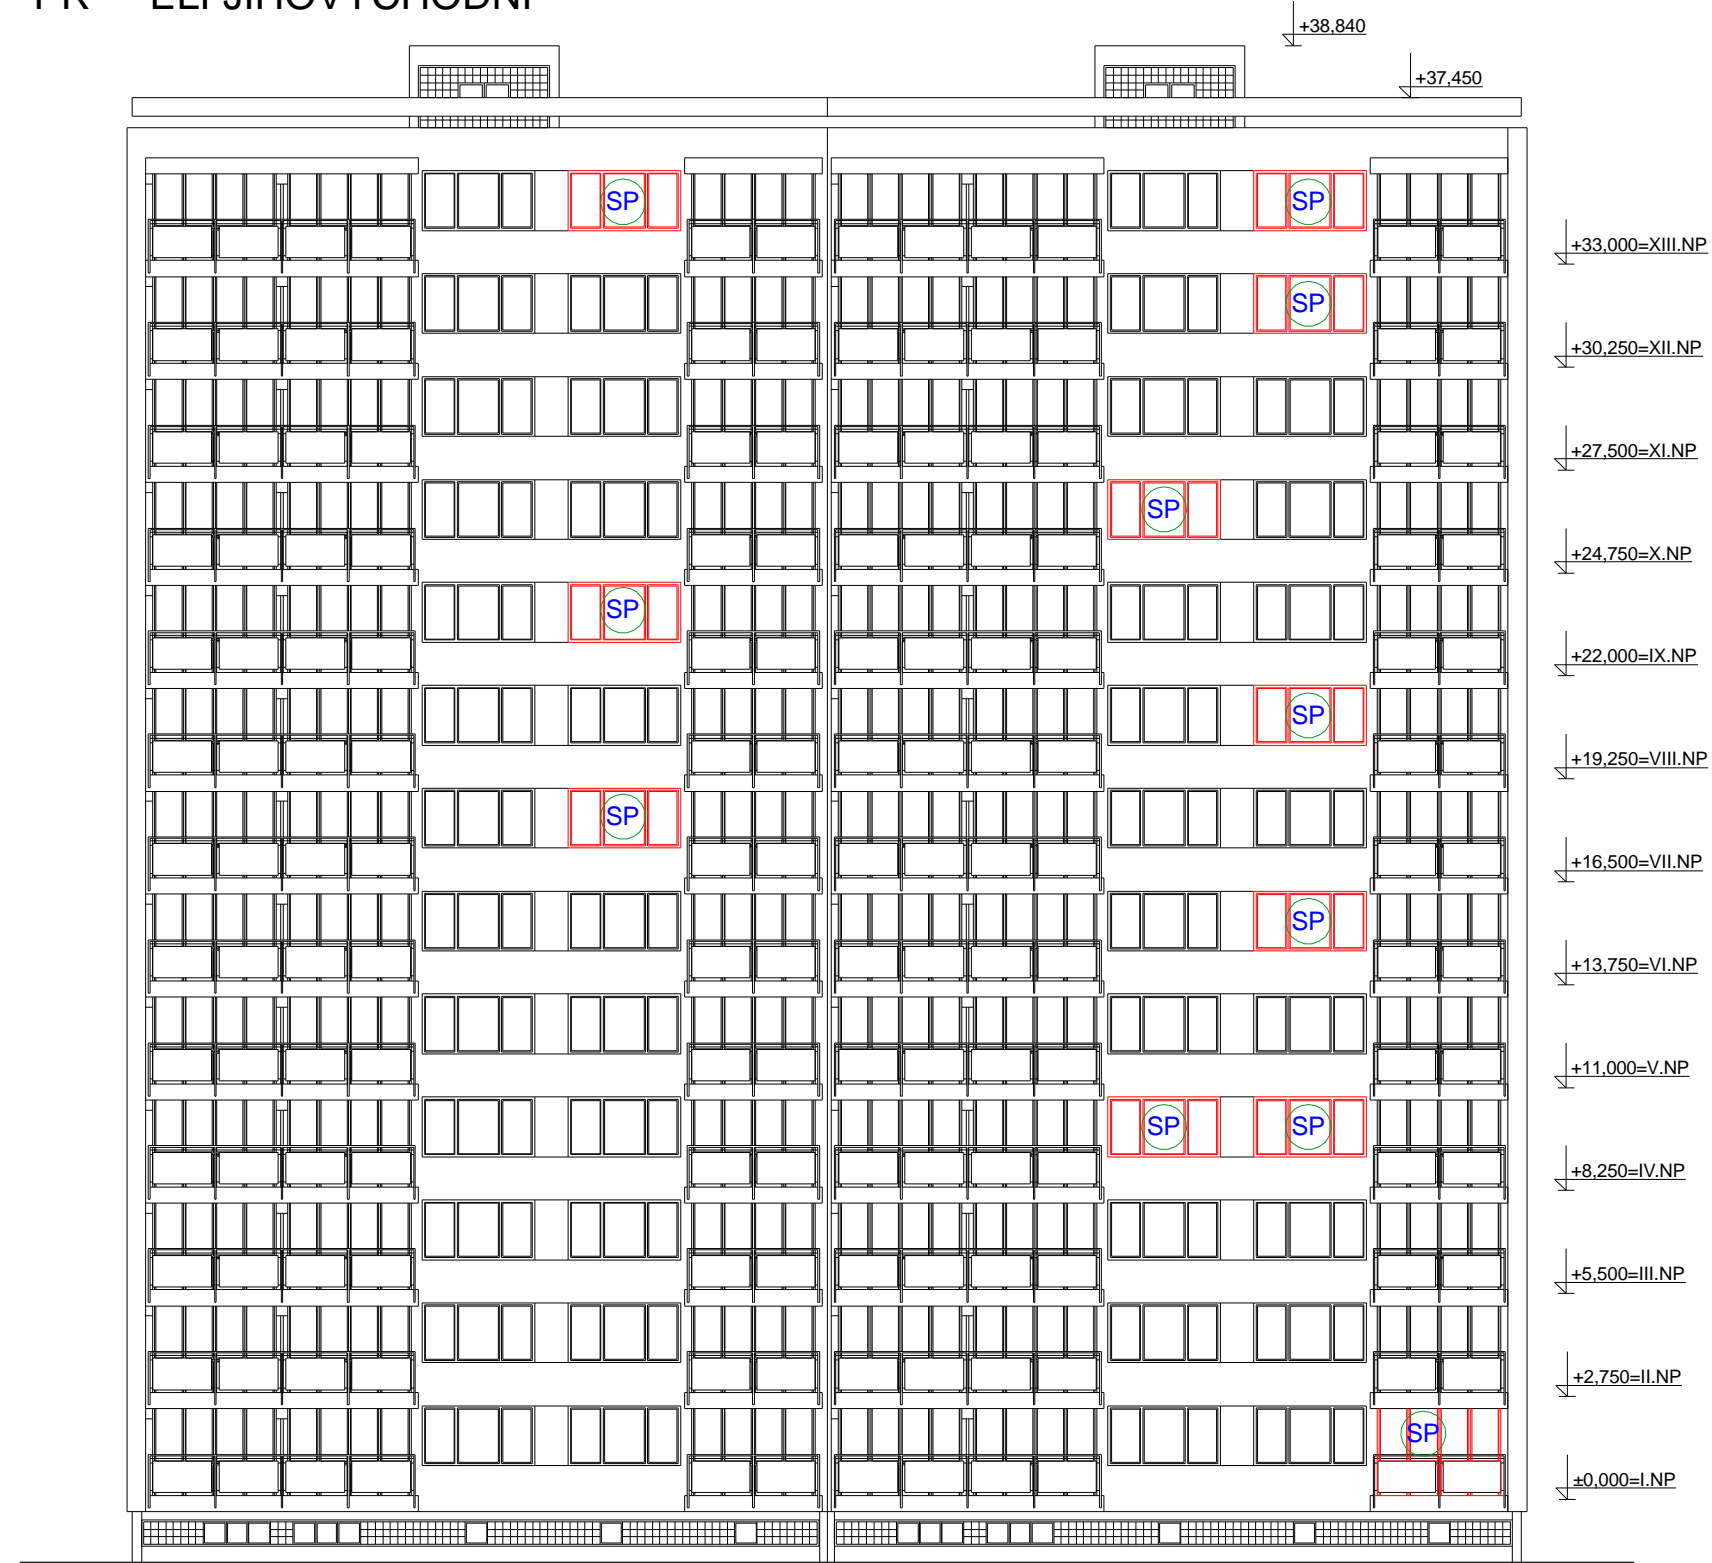 +38,840
+37,450
SP SP
+33,000=XIII.NP
SP
+30,250=XII.NP
+27,500=XI.NP
SP
+24,750=X.NP
SP
+22,000=IX.NP
SP
+19,250=VIII.NP
SP
+16,500=VII.NP
SP
+13,750=VI.NP
+11,000=V.NP
SP SP
+8,250=IV.NP
+5,500=III.NP
+2,750=II.NP
SP
±0,000=I.NP